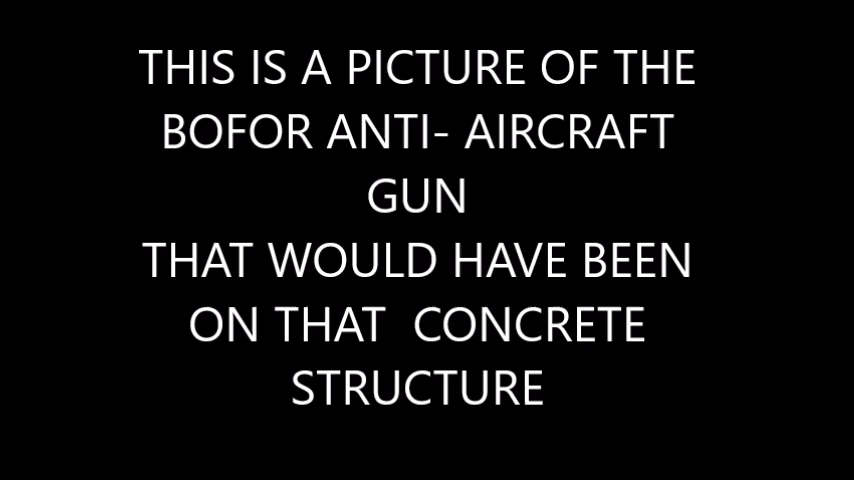 THIS IS A PICTURE OF THE
BOFOR ANTI- AIRCRAFT
GUN
THAT WOULD HAVE BEEN
ON THAT  CONCRETE
STRUCTURE